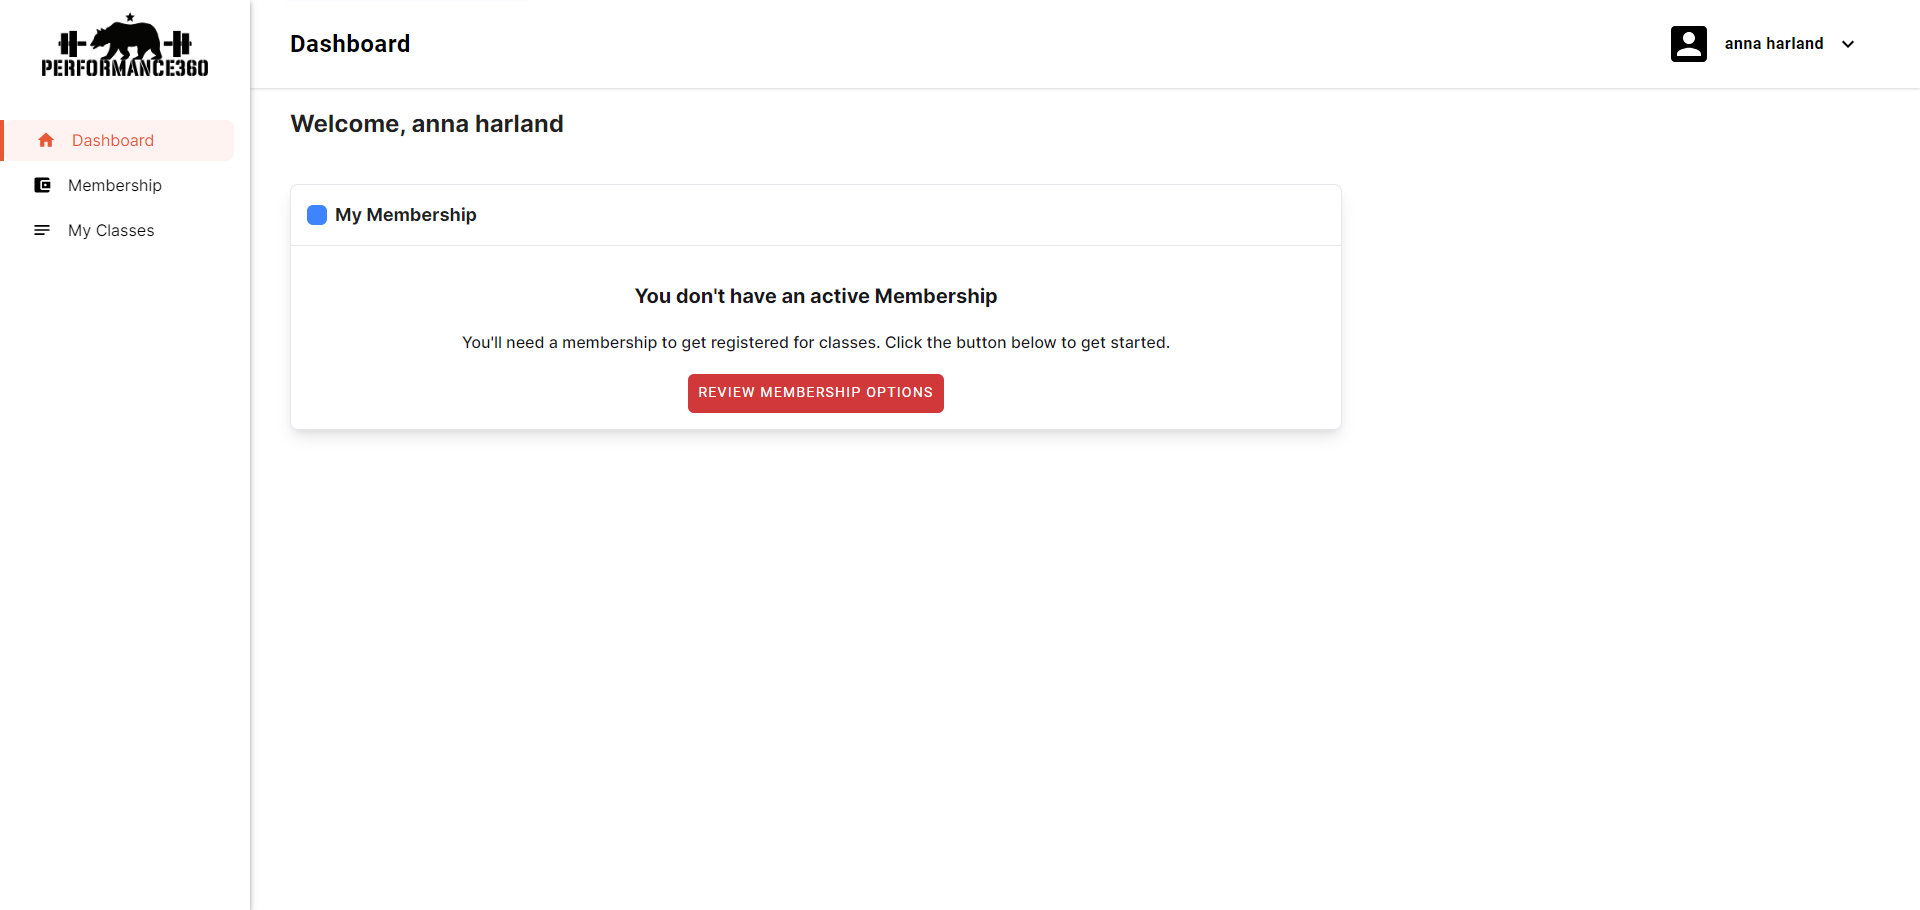 PERFORMANCE360
Dashboard
Membership
My Classes
Dashboard
anna harland
Welcome, anna harland
My Membership
You don't have an active Membership
You'll need a membership to get registered for classes. Click the button below to get started.
REVIEW MEMBERSHIP OPTIONS